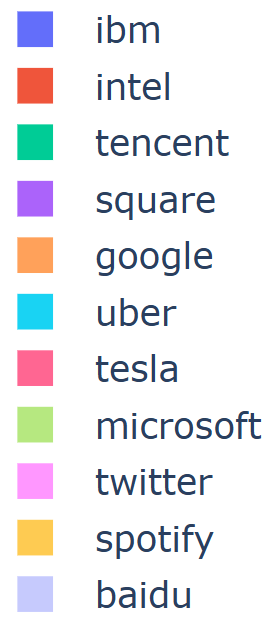 ibm
intel
tencent
square
google
uber
tesla
microsoft
twitter
spotify
baidu